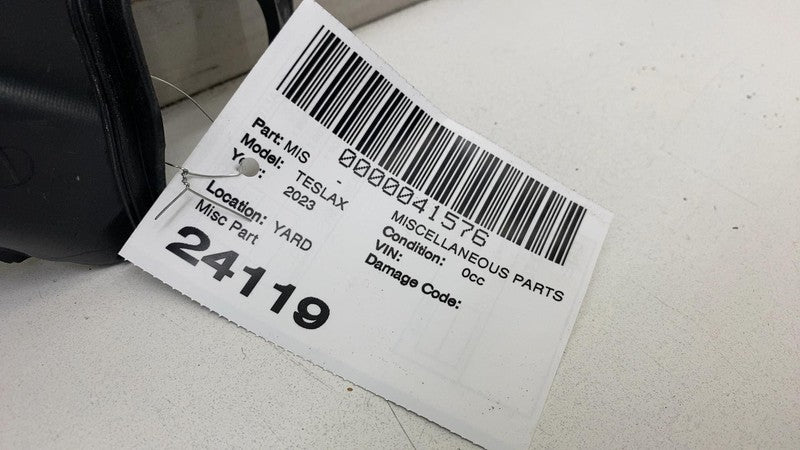 0000041576
Part: MIS - MISCELLANEOUS PARTS
Model: TESLAX Condition: 0cc
2023 VIN:
Location: YARD Damage Code:
Misc Part
24119